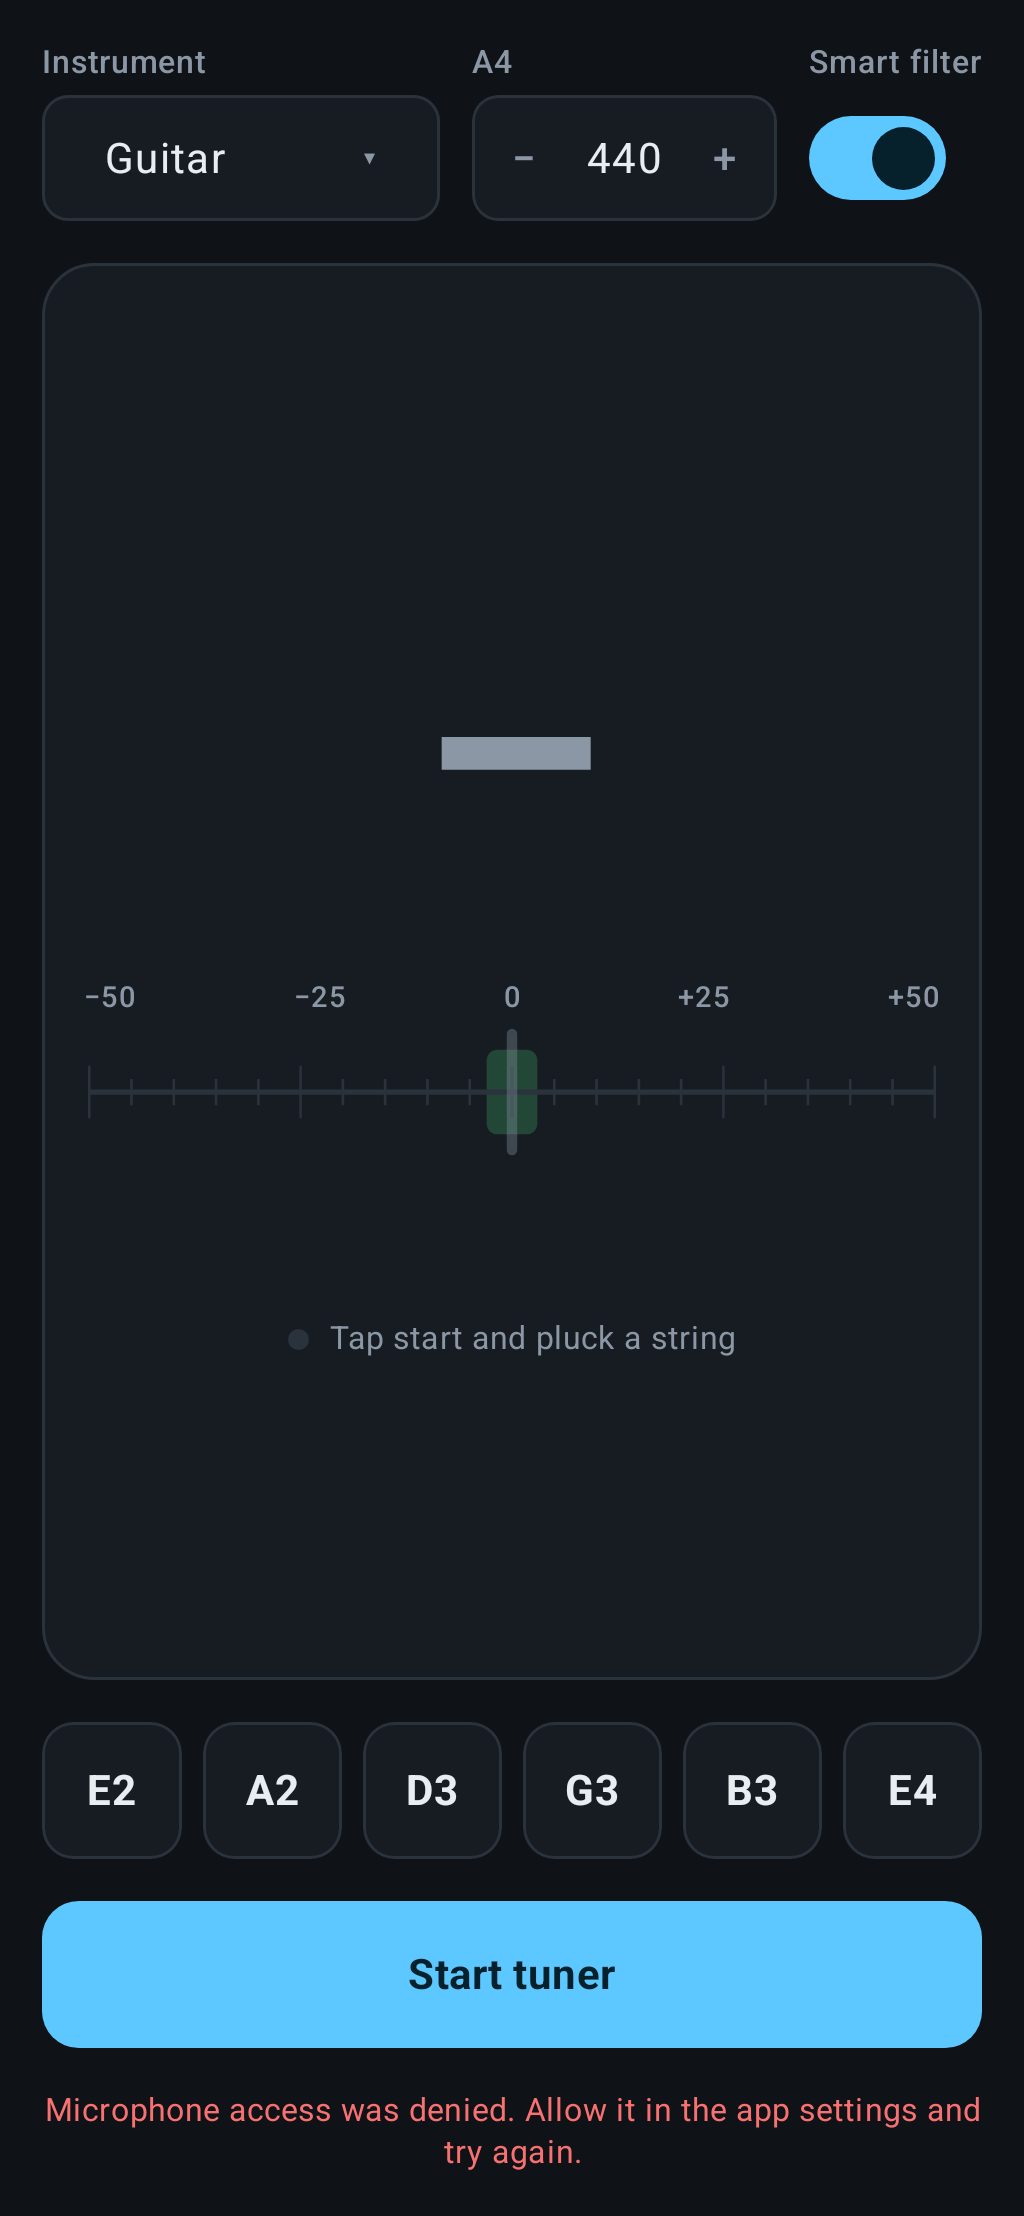 Instrument
A4
Smart filter
Guitar
− 440 +
−50 −25 0 +25 +50
Tap start and pluck a string
E2 A2 D3 G3 B3 E4
Start tuner
Microphone access was denied. Allow it in the app settings and
try again.